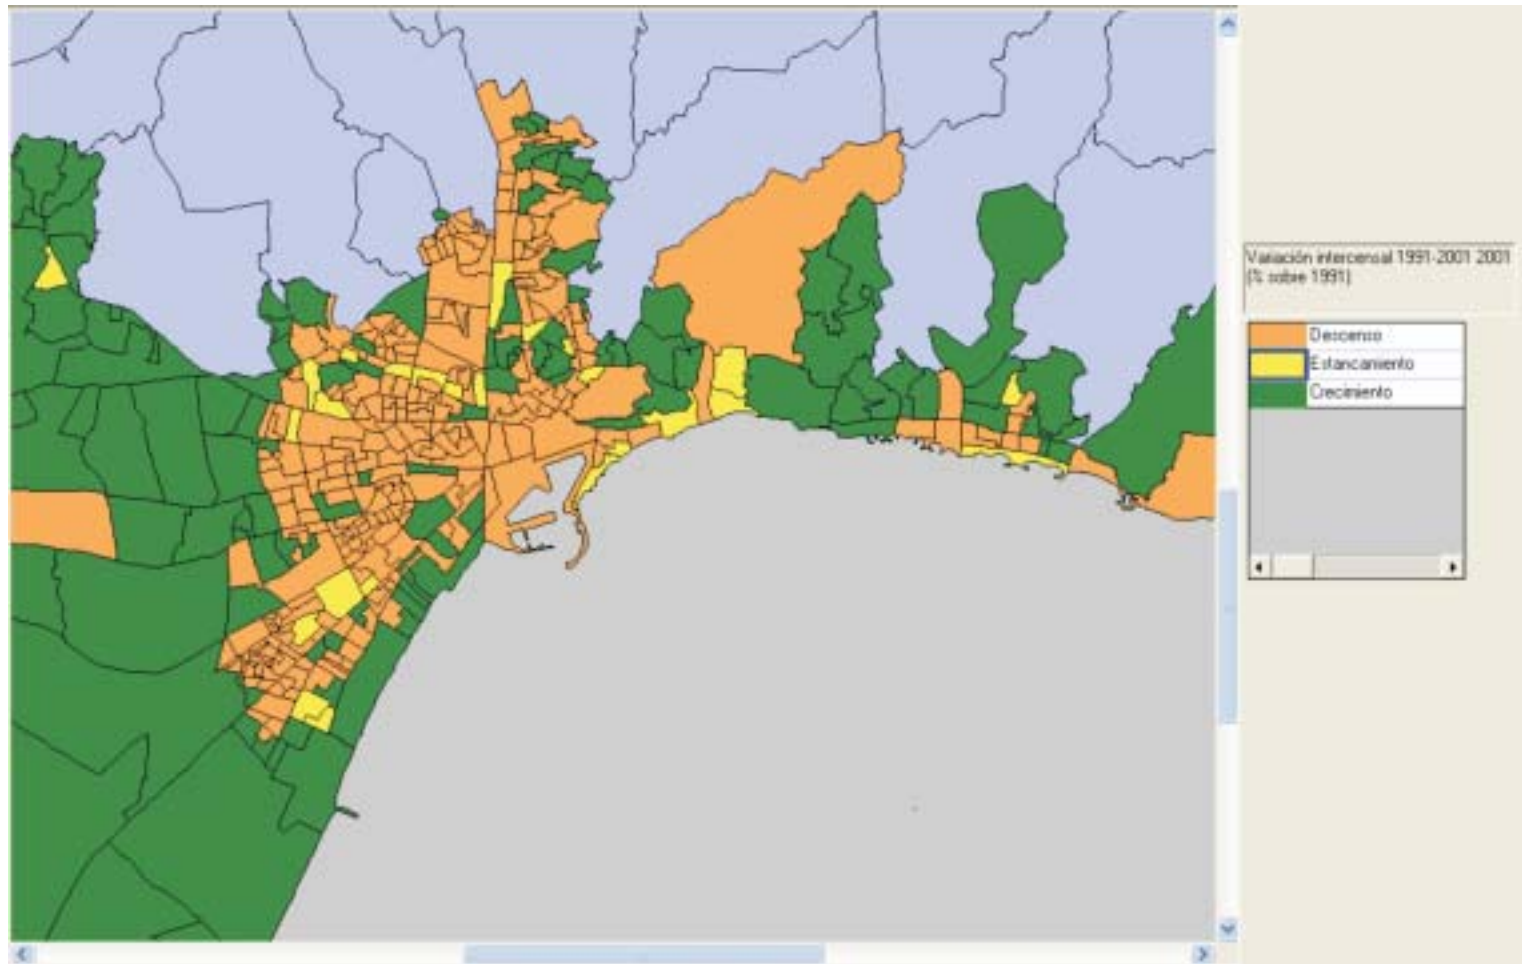 Variación intercensal 1991-2001 2001
(% sobre 1991)
Descenso
Estancamiento
Crecimiento